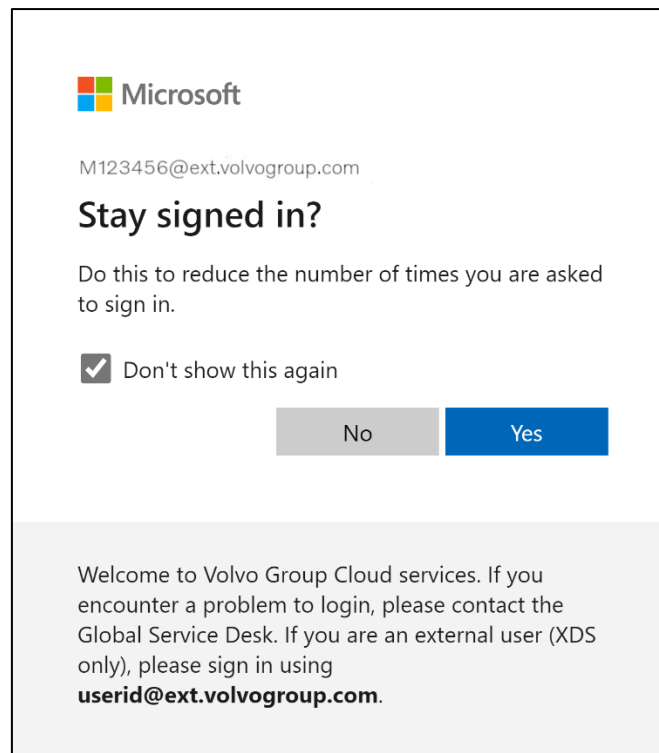 Microsoft
M123456@ext.volvogroup.com
Stay signed in?
Do this to reduce the number of times you are asked
to sign in.
Don't show this again
No
Yes
Welcome to Volvo Group Cloud services. If you
encounter a problem to login, please contact the
Global Service Desk. If you are an external user (XDS
only), please sign in using
userid@ext.volvogroup.com.